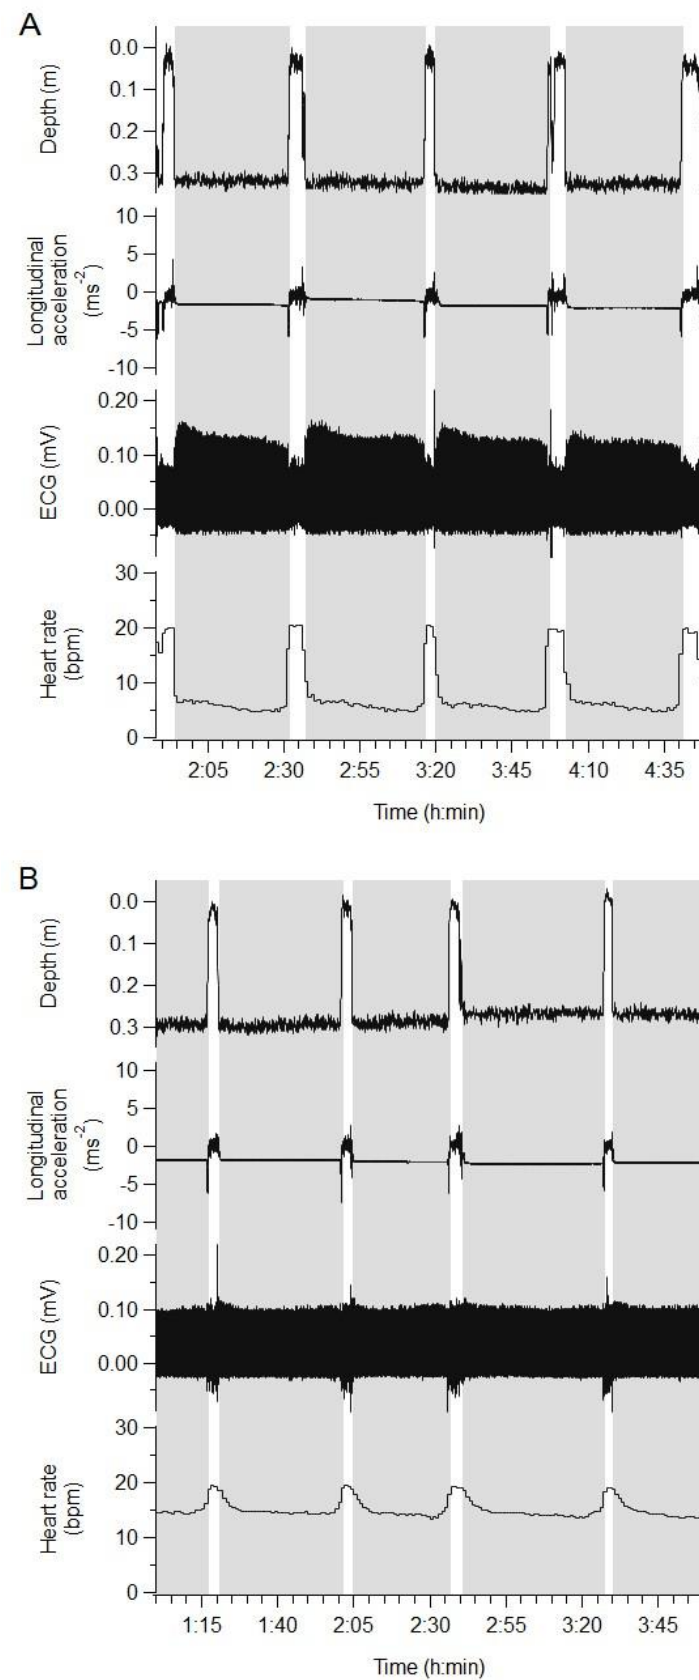 A
0.0
0.1
0.2
0.3
Depth (m)
10
5
0
-5
-10
Longitudinal
acceleration
(ms-2)
0.20
0.10
0.00
ECG (mV)
30
20
10
0
Heart rate
(bpm)
2:05 2:30 2:55 3:20 3:45 4:10 4:35
Time (h:min)
B
0.0
0.1
0.2
0.3
Depth (m)
10
5
0
-5
-10
Longitudinal
acceleration
(ms-2)
0.20
0.10
0.00
ECG (mV)
30
20
10
0
Heart rate
(bpm)
1:15 1:40 2:05 2:30 2:55 3:20 3:45
Time (h:min)